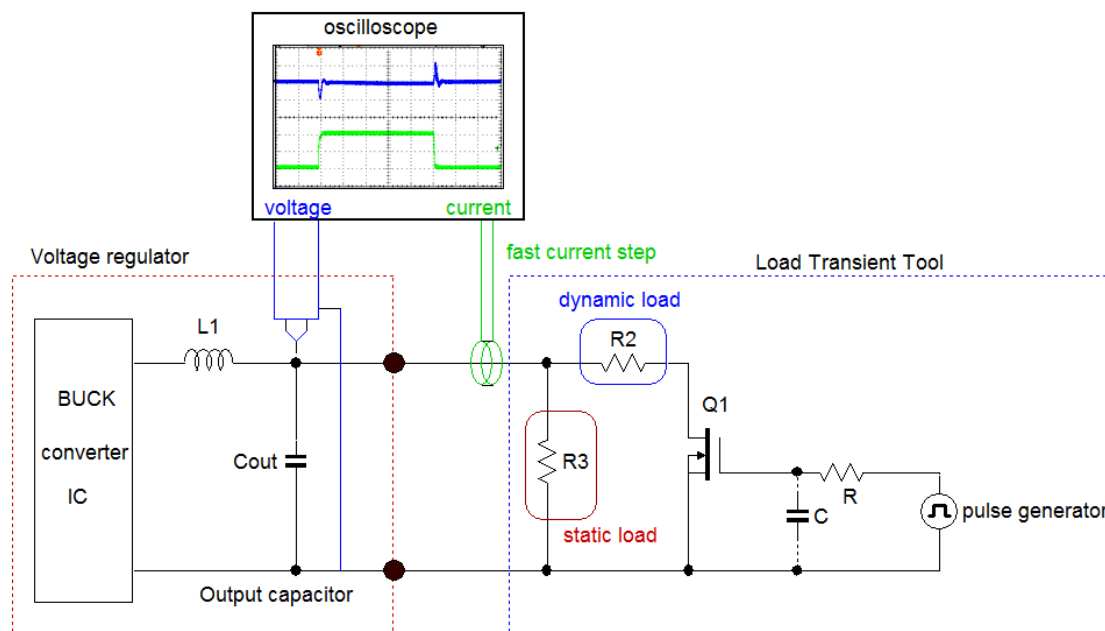 oscilloscope
voltage
current
fast current step
Voltage regulator
Load Transient Tool
dynamic load
L1
R2
BUCK
converter
IC
Q1
Cout
R3
R
C
pulse generator
static load
Output capacitor